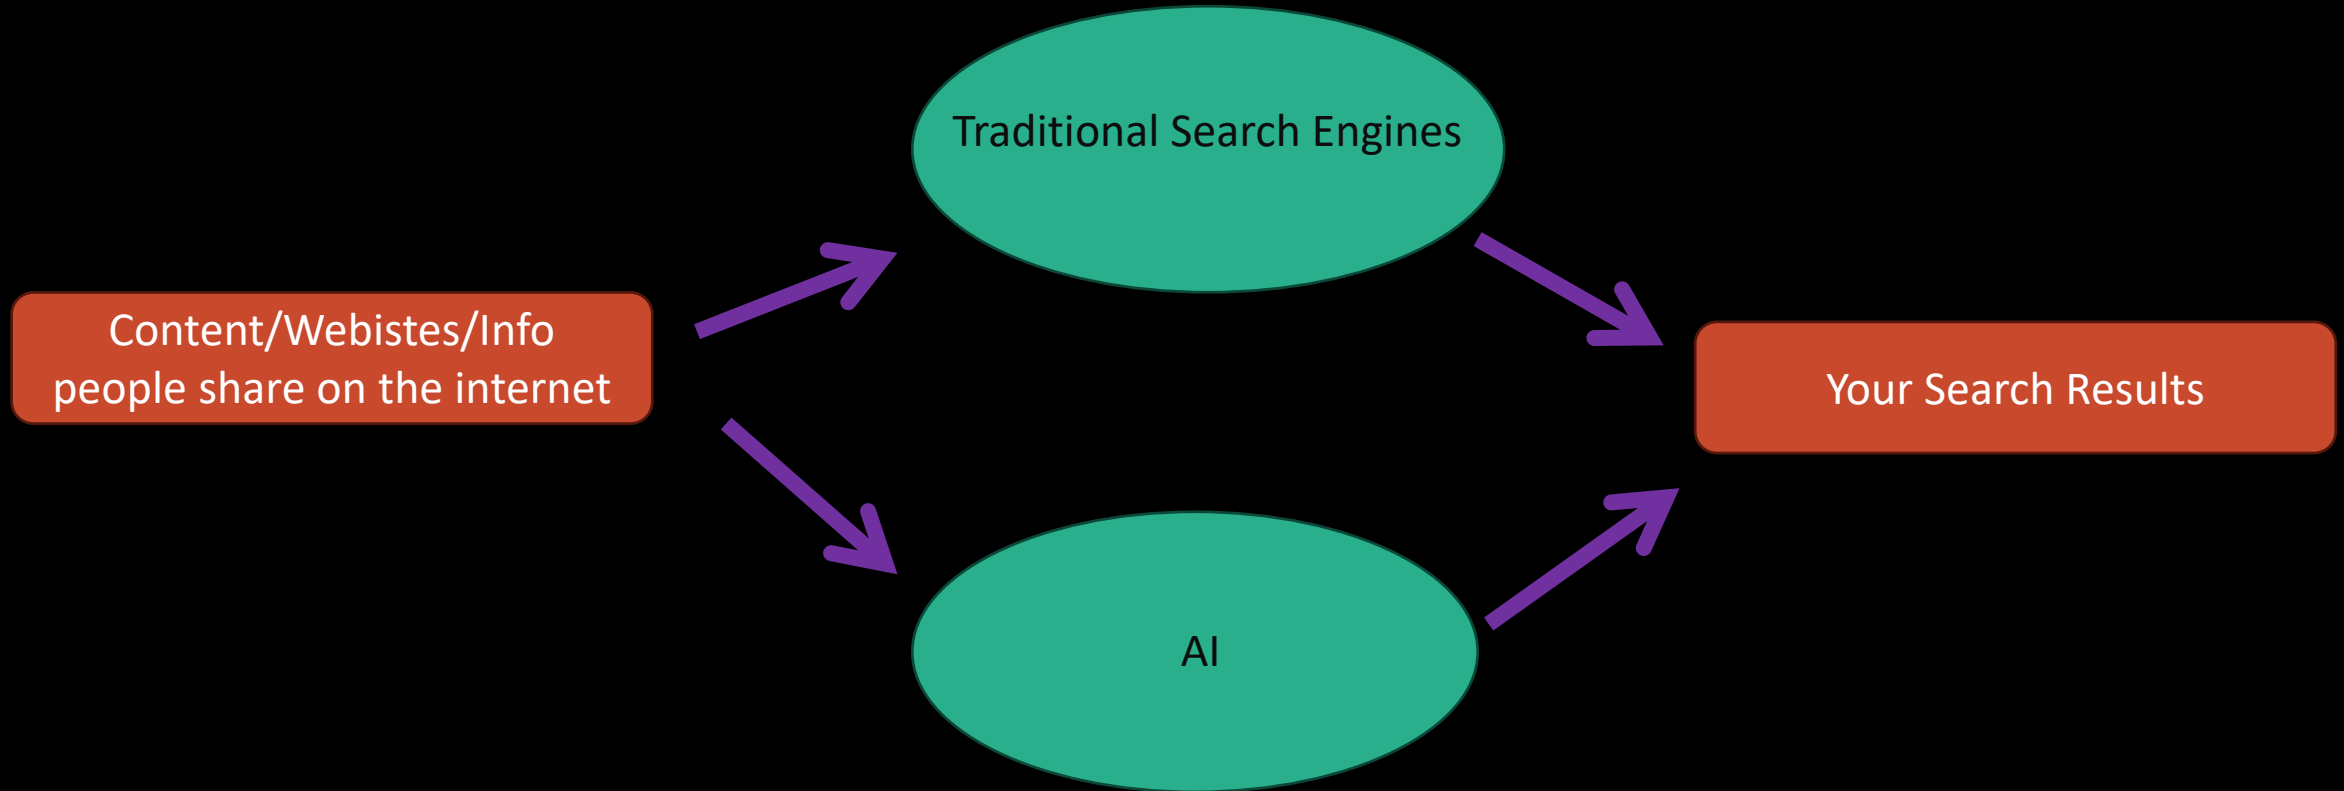 Traditional Search Engines
Content/Webistes/Info
people share on the internet
Your Search Results
AI